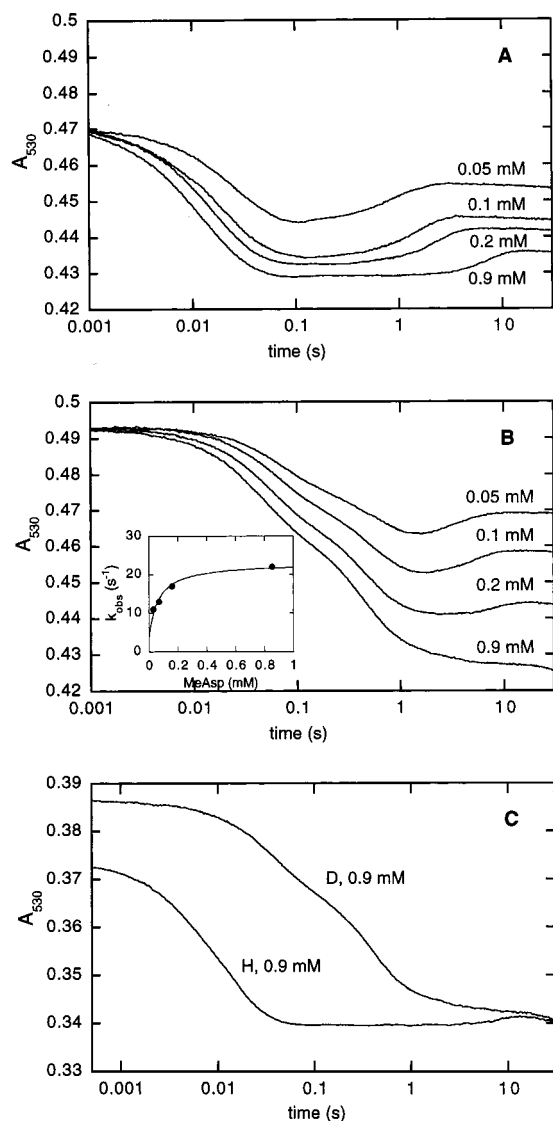 0.5
A
0.49
0.48
0.47
A530
0.46
0.05 mM
0.45
0.1 mM
0.44
0.2 mM
0.43
0.9 mM
0.42
0.001 0.01 0.1 1 10
time (s)
0.5
B
0.49
0.48
0.47
0.05 mM
A530
0.46
0.1 mM
0.45
0.2 mM
0.44
0.43
0.9 mM
0.42
30
20
10
0
kobs (s-1)
0 0.2 0.4 0.6 0.8 1
MeAsp (mM)
0.001 0.01 0.1 1 10
time (s)
0.39
C
0.38
D, 0.9 mM
0.37
A530
0.36
H, 0.9 mM
0.35
0.34
0.33
0.001 0.01 0.1 1 10
time (s)